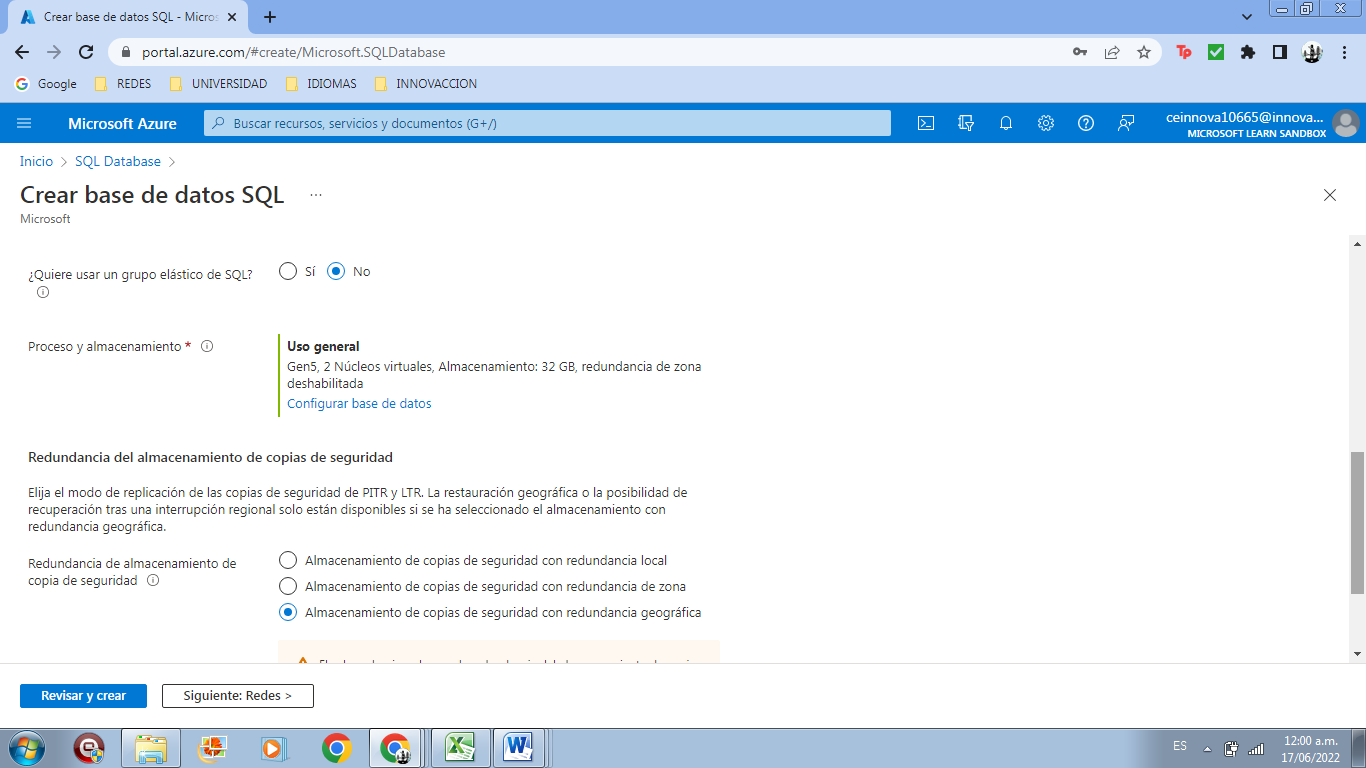 Crear base de datos SQL - Micros
portal.azure.com/#create/Microsoft.SQLDatabase
Google REDES UNIVERSIDAD IDIOMAS INNOVACCION
Microsoft Azure
Buscar recursos, servicios y documentos (G+/)
ceinnova10665@innova...
MICROSOFT LEARN SANDBOX
Inicio > SQL Database >
Crear base de datos SQL ...
Microsoft
¿Quiere usar un grupo elástico de SQL?
Sí No
Proceso y almacenamiento *
Uso general
Gen5, 2 Núcleos virtuales, Almacenamiento: 32 GB, redundancia de zona
deshabilitada
Configurar base de datos
Redundancia del almacenamiento de copias de seguridad
Elija el modo de replicación de las copias de seguridad de PITR y LTR. La restauración geográfica o la posibilidad de
recuperación tras una interrupción regional solo están disponibles si se ha seleccionado el almacenamiento con
redundancia geográfica.
Redundancia de almacenamiento de
copia de seguridad
Almacenamiento de copias de seguridad con redundancia local
Almacenamiento de copias de seguridad con redundancia de zona
Almacenamiento de copias de seguridad con redundancia geográfica
Revisar y crear
Siguiente: Redes >
ES
12:00 a.m.
17/06/2022